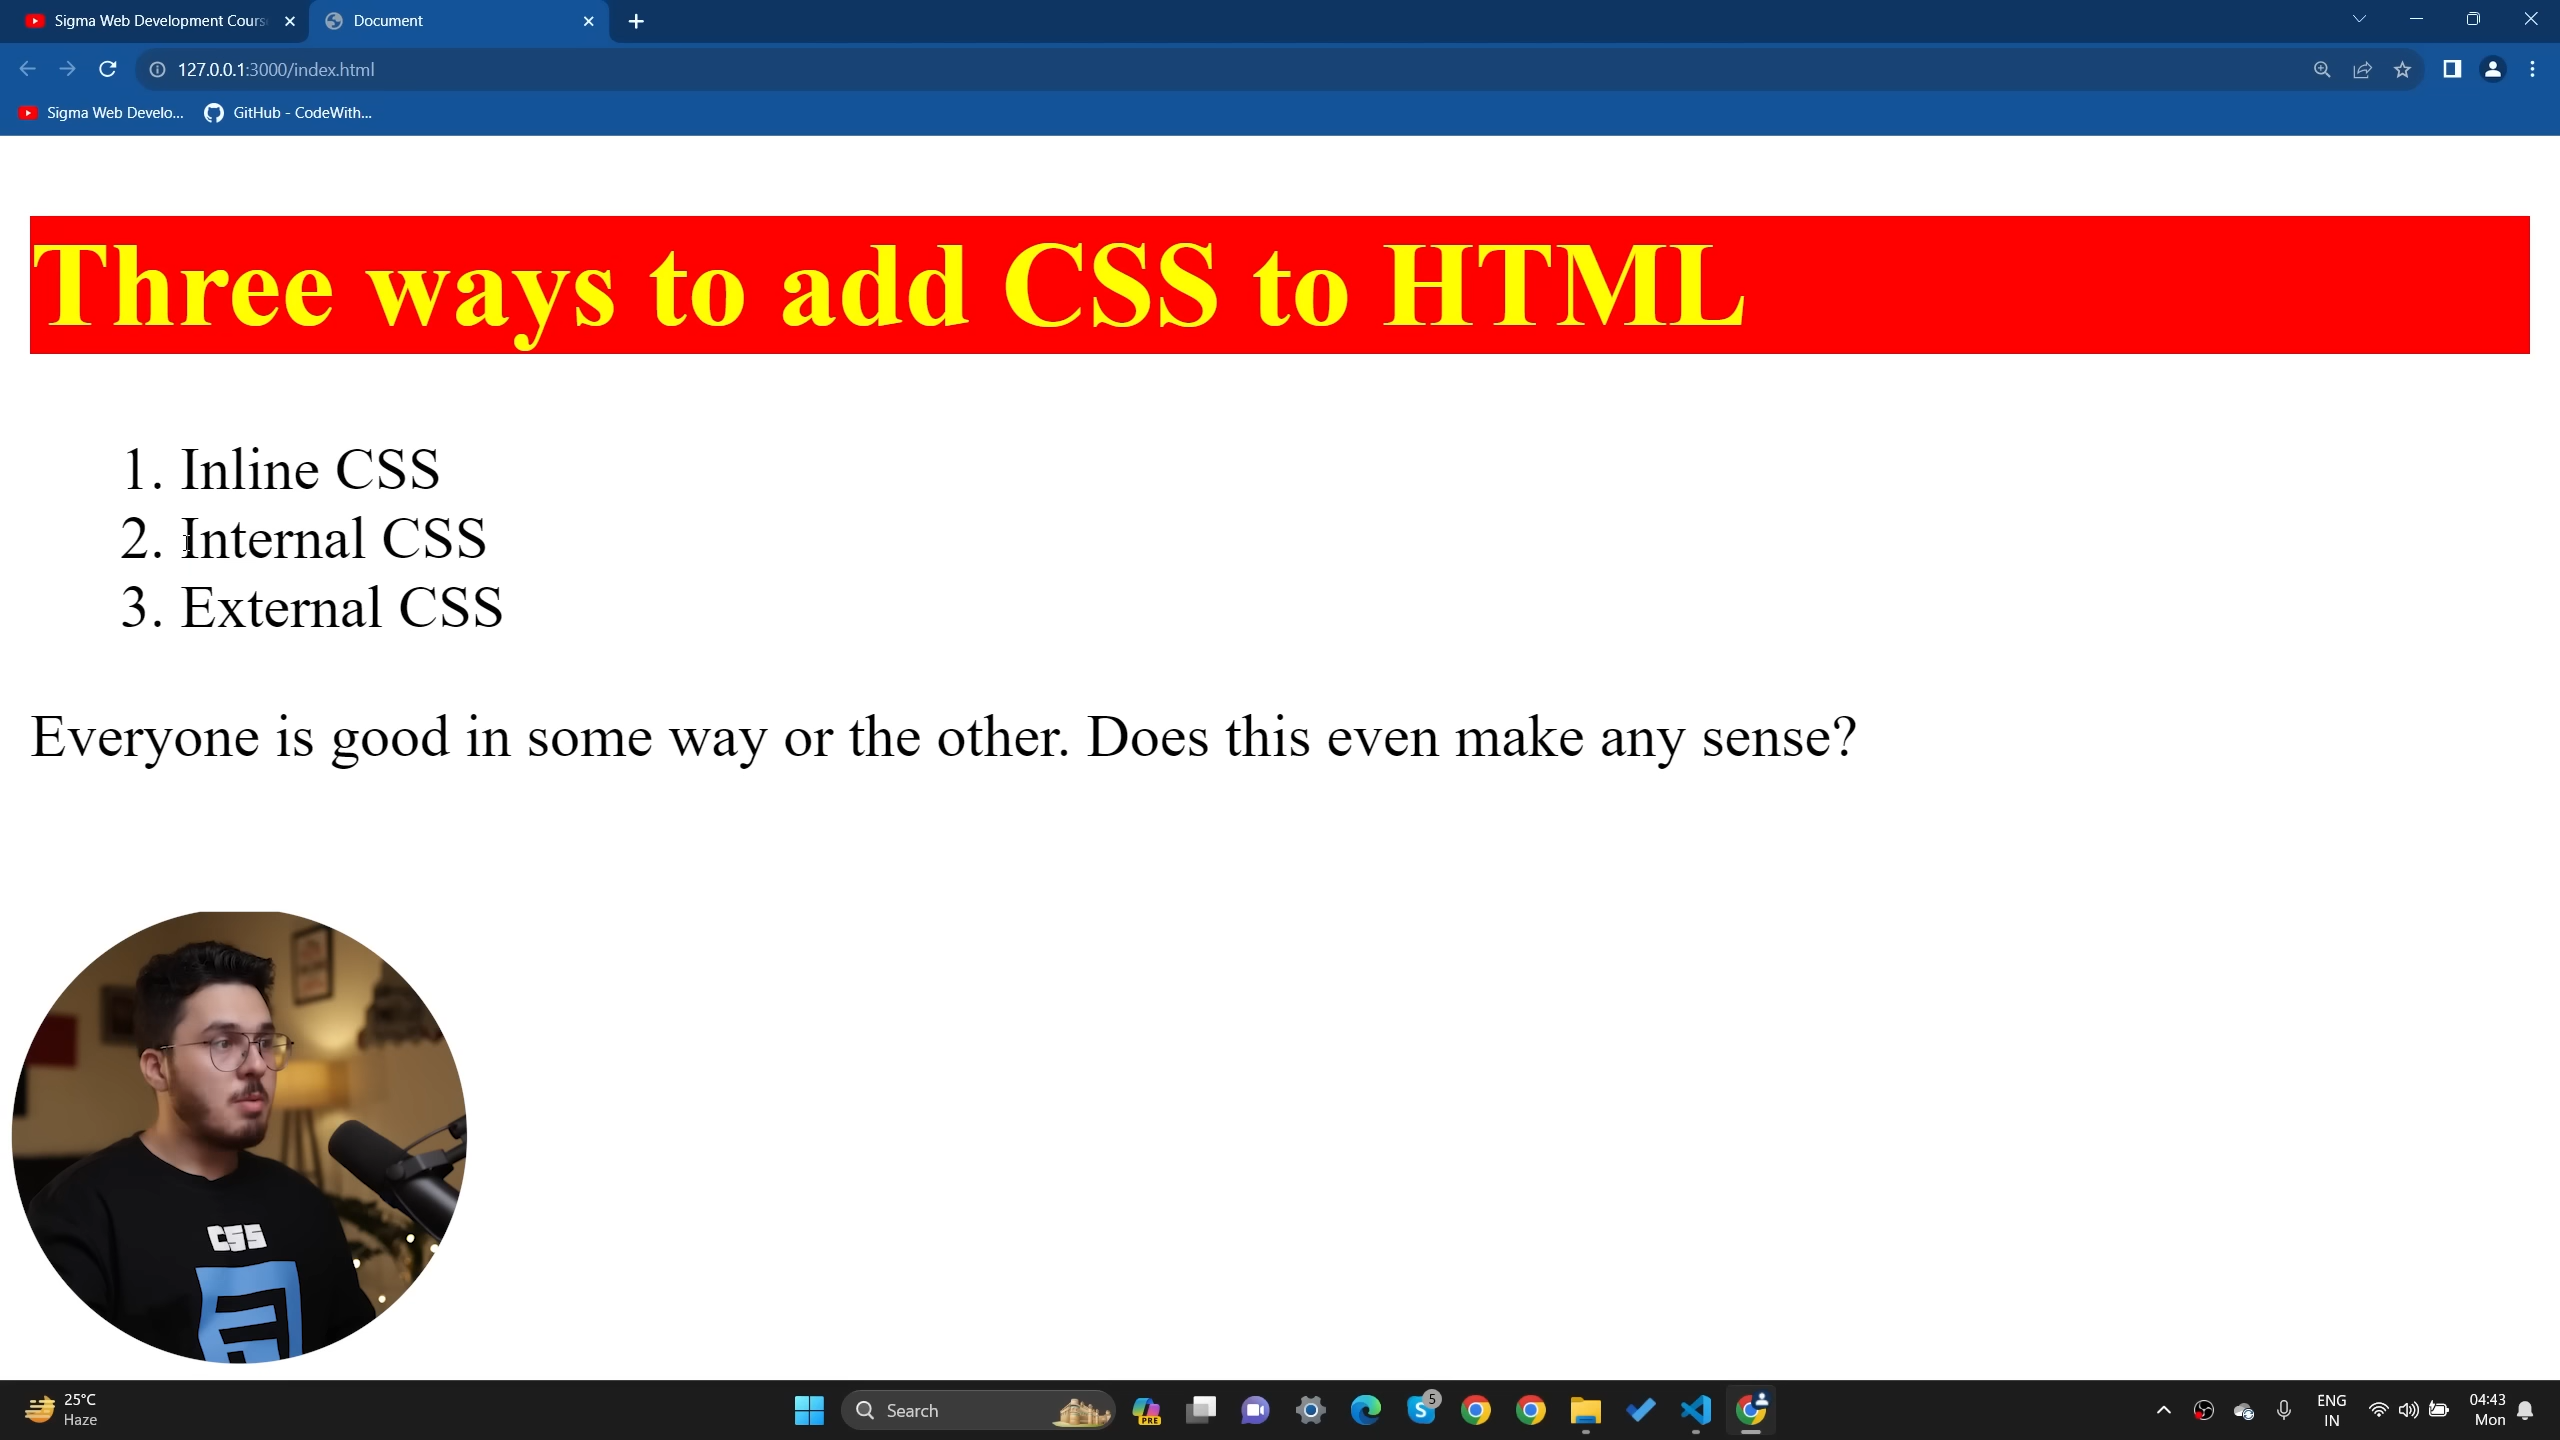 Sigma Web Development Cours
Document
127.0.0.1:3000/index.html
Sigma Web Develo...
GitHub - CodeWith...
Three ways to add CSS to HTML
1. Inline CSS
2. Internal CSS
3. External CSS
Everyone is good in some way or the other. Does this even make any sense?
CSS
25°C
Haze
Search
PRE
5
ENG
IN
04:43
Mon